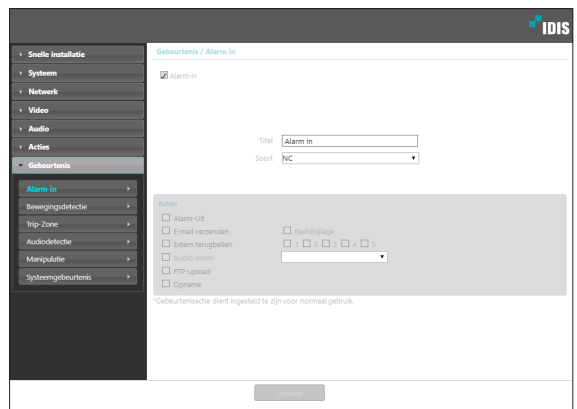 IDIS
Snelle installatie
Systeem
Netwerk
Video
Audio
Acties
Gebeurtenis
Alarm-in
Bewegingsdetectie
Trip-Zone
Audiodetectie
Manipulatie
Systeemgebeurtenis
Gebeurtenis / Alarm-in
Alarm-in
Titel Alarm In
Soort NC
Acties
Alarm-Uit
E-mail verzenden Beeldbijlage
Extern terugbellen 1 2 3 4 5
Audio-alarm
FTP-upload
Opname
*Gebeurtenisactie dient ingesteld te zijn voor normaal gebruik.